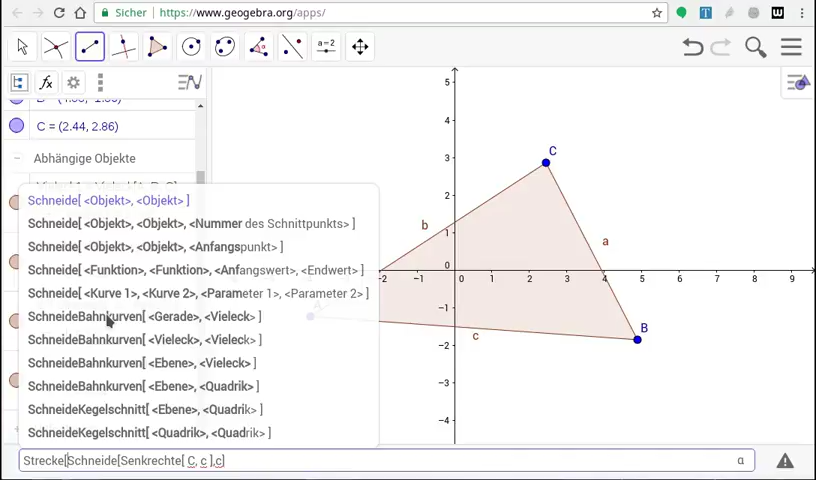 Sicher https://www.geogebra.org/apps/
a=2
C = (2.44, 2.86)
Abhängige Objekte
Schneide[ <Objekt>, <Objekt> ]
Schneide[ <Objekt>, <Objekt>, <Nummer des Schnittpunkts> ]
Schneide[ <Objekt>, <Objekt>, <Anfangspunkt> ]
Schneide[ <Funktion>, <Funktion>, <Anfangswert>, <Endwert> ]
Schneide[ <Kurve 1>, <Kurve 2>, <Parameter 1>, <Parameter 2> ]
SchneideBahnkurven[ <Gerade>, <Vieleck> ]
SchneideBahnkurven[ <Vieleck>, <Vieleck> ]
SchneideBahnkurven[ <Ebene>, <Vieleck> ]
SchneideBahnkurven[ <Ebene>, <Quadrik> ]
SchneideKegelschnitt[ <Ebene>, <Quadrik> ]
SchneideKegelschnitt[ <Quadrik>, <Quadrik> ]
5
4
3
2
1
0
−1
−2
−3
−4
−2 −1 0 1 2 3 4 5 6 7 8 9
C
b
a
A
B
c
Strecke[Schneide[Senkrechte[ C, c ],c] α